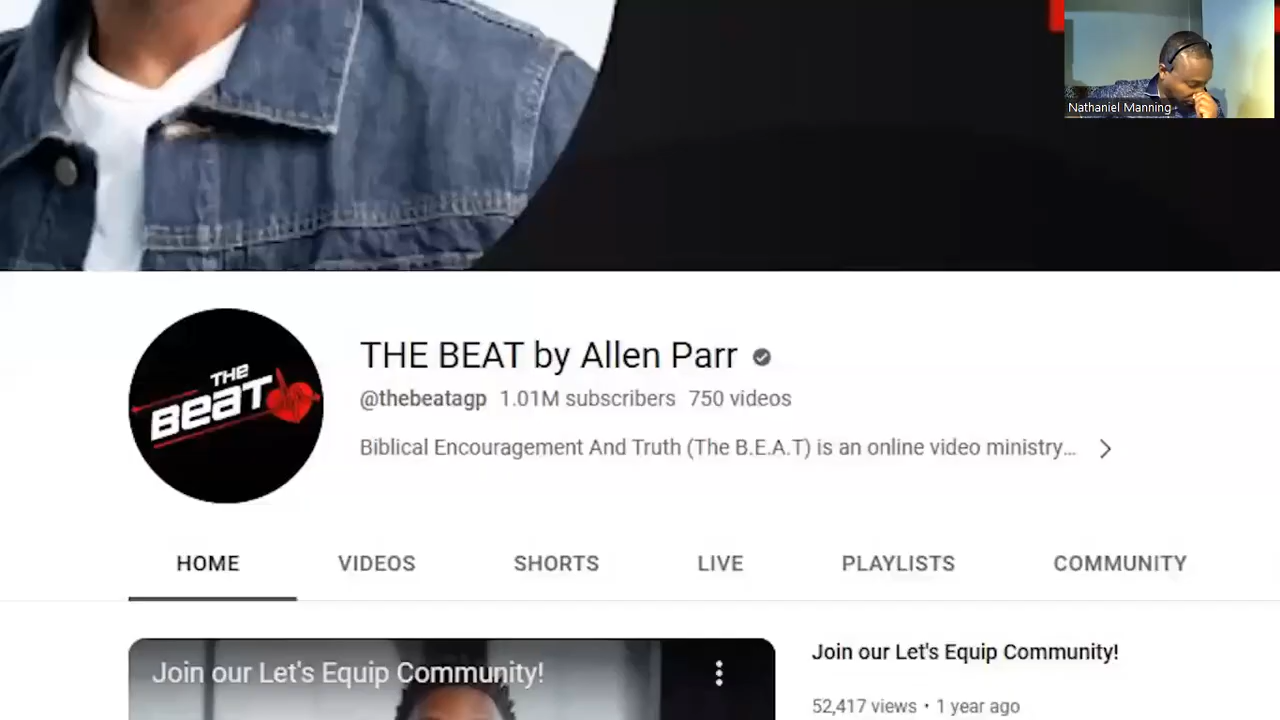 Nathaniel Manning
THE BEAT
THE BEAT by Allen Parr
@thebeatagp 1.01M subscribers 750 videos
Biblical Encouragement And Truth (The B.E.A.T) is an online video ministry...
HOME VIDEOS SHORTS LIVE PLAYLISTS COMMUNITY
Join our Let's Equip Community!
Join our Let's Equip Community!
52,417 views • 1 year ago